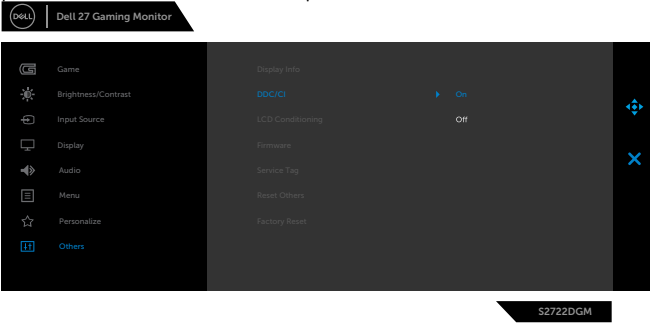 DELL
Dell 27 Gaming Monitor
Game
Display Info
Brightness/Contrast
DDC/CI
On
Input Source
LCD Conditioning
Off
Display
Firmware
Audio
Service Tag
Menu
Reset Others
Personalize
Factory Reset
Others
S2722DGM